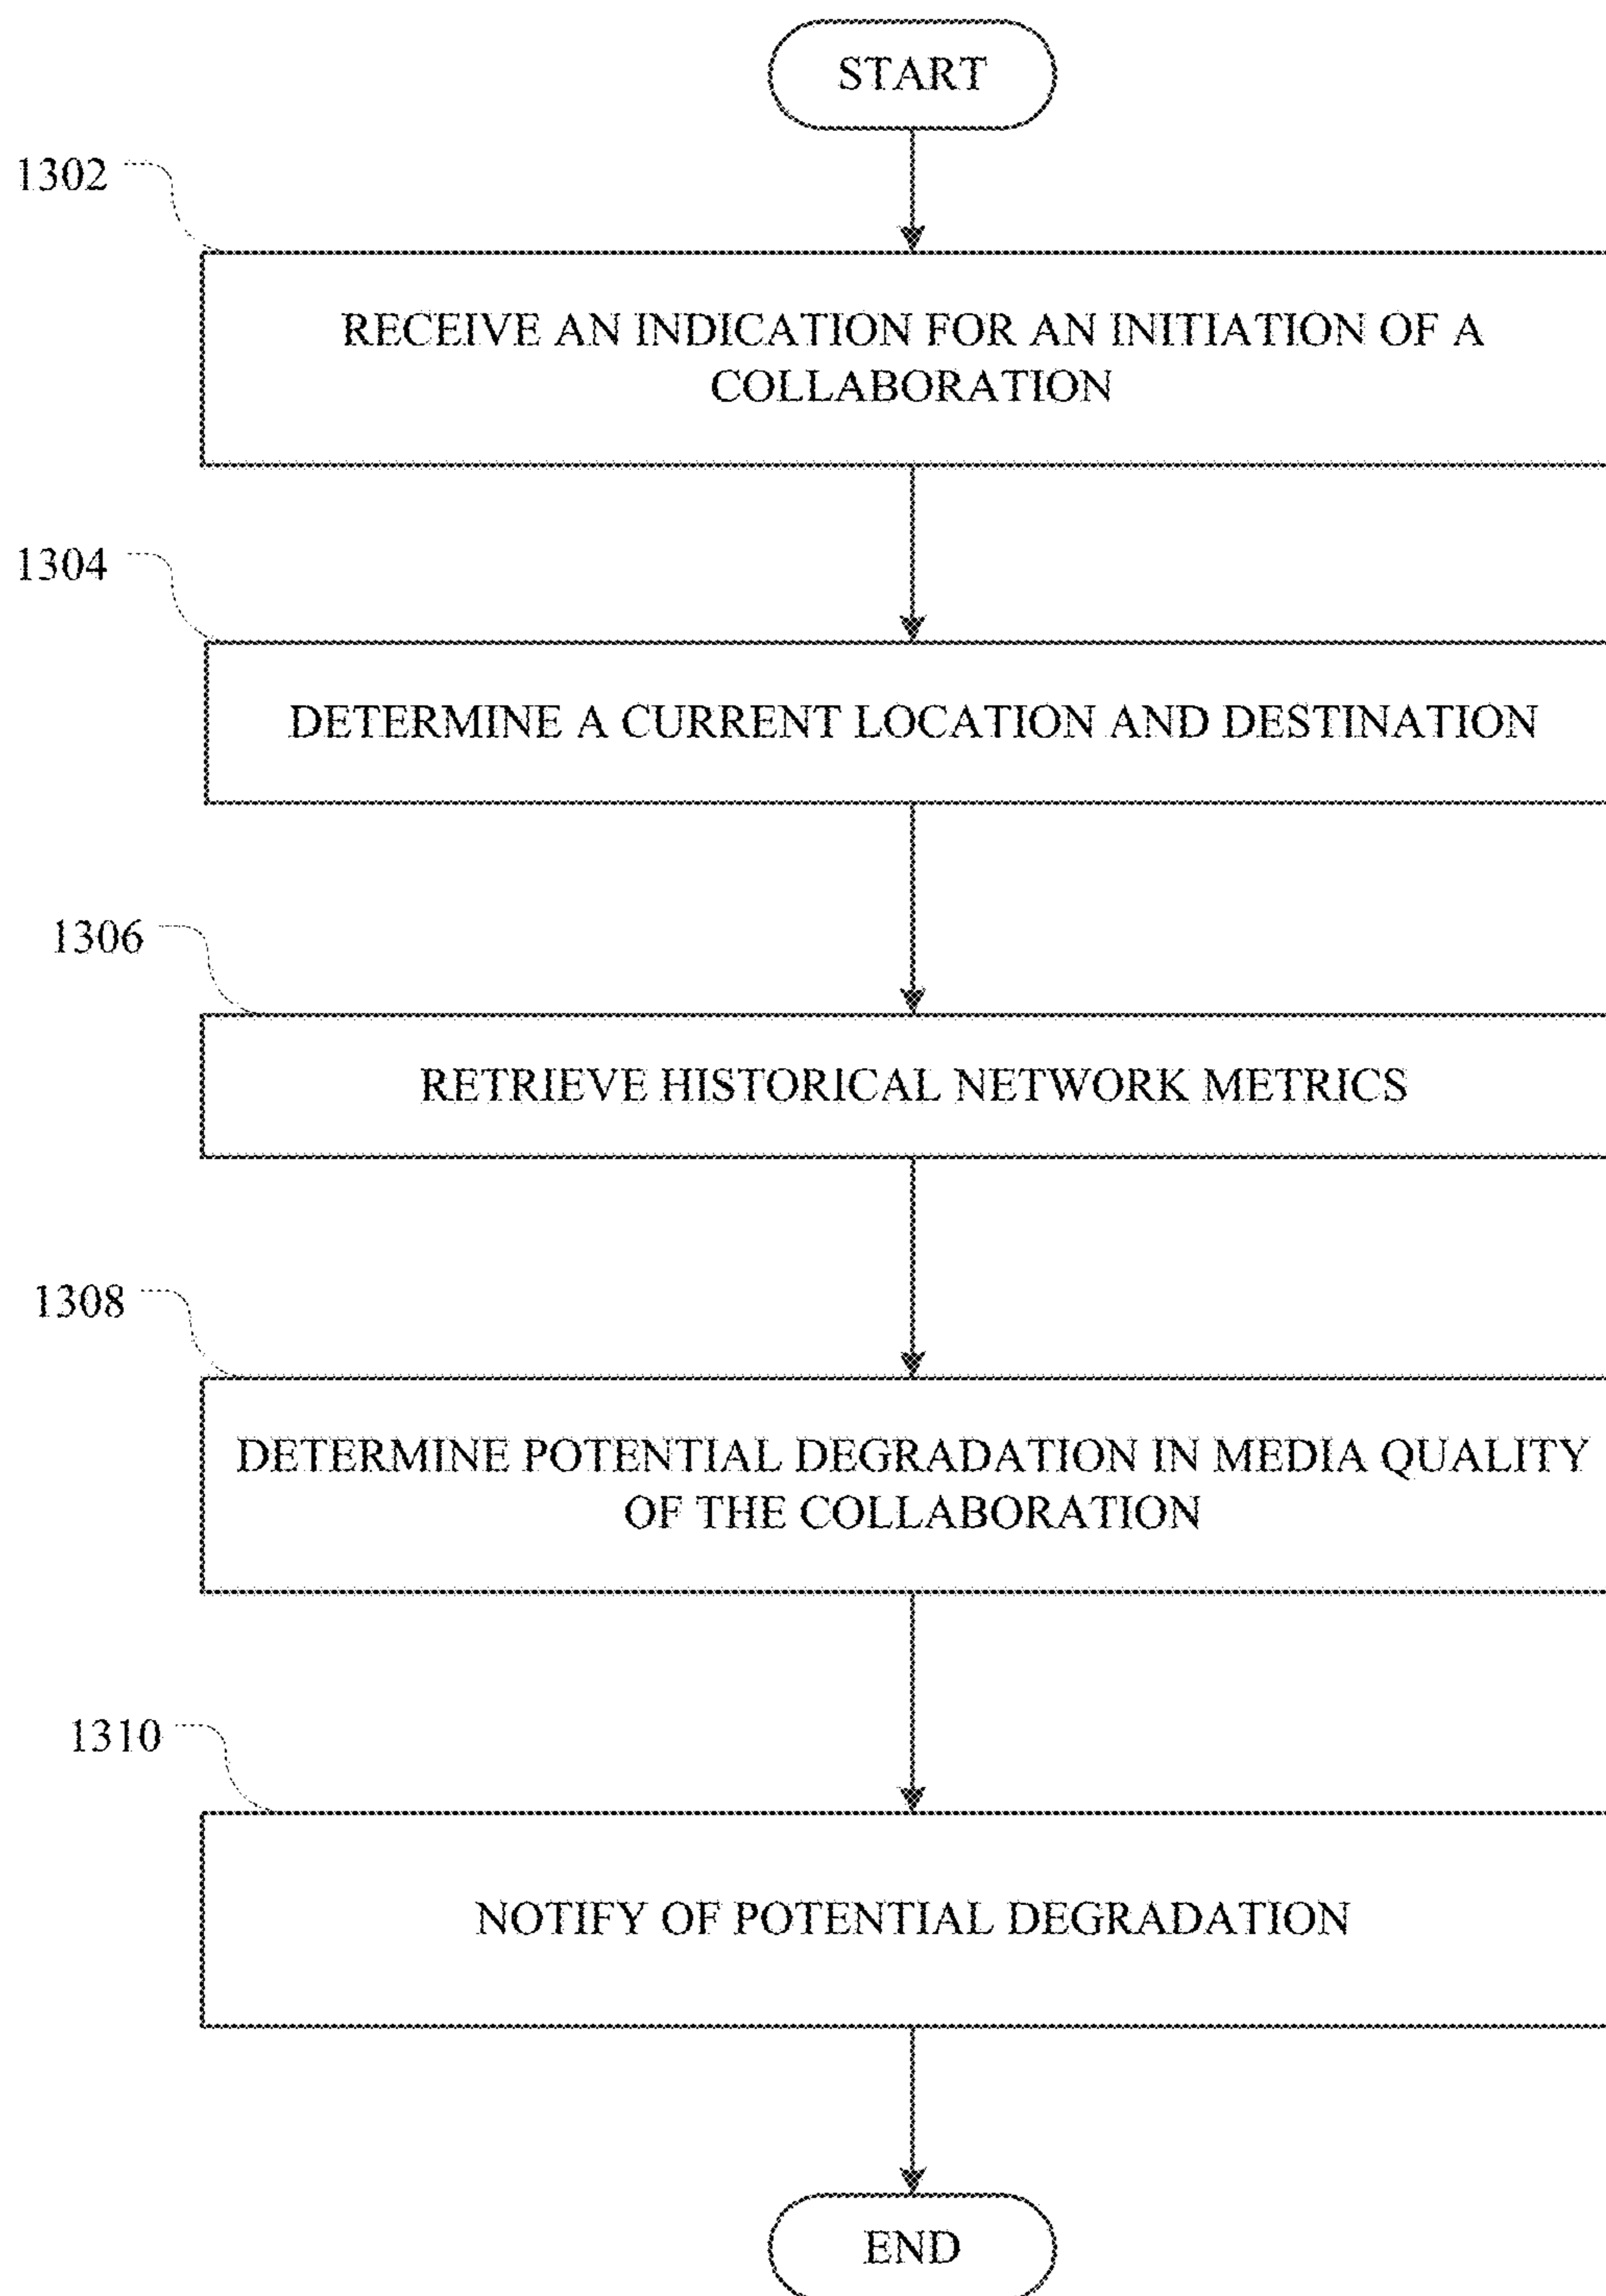 START
1302
RECEIVE AN INDICATION FOR AN INITIATION OF A
COLLABORATION
1304
DETERMINE A CURRENT LOCATION AND DESTINATION
1306
RETRIEVE HISTORICAL NETWORK METRICS
1308
DETERMINE POTENTIAL DEGRADATION IN MEDIA QUALITY
OF THE COLLABORATION
1310
NOTIFY OF POTENTIAL DEGRADATION
END